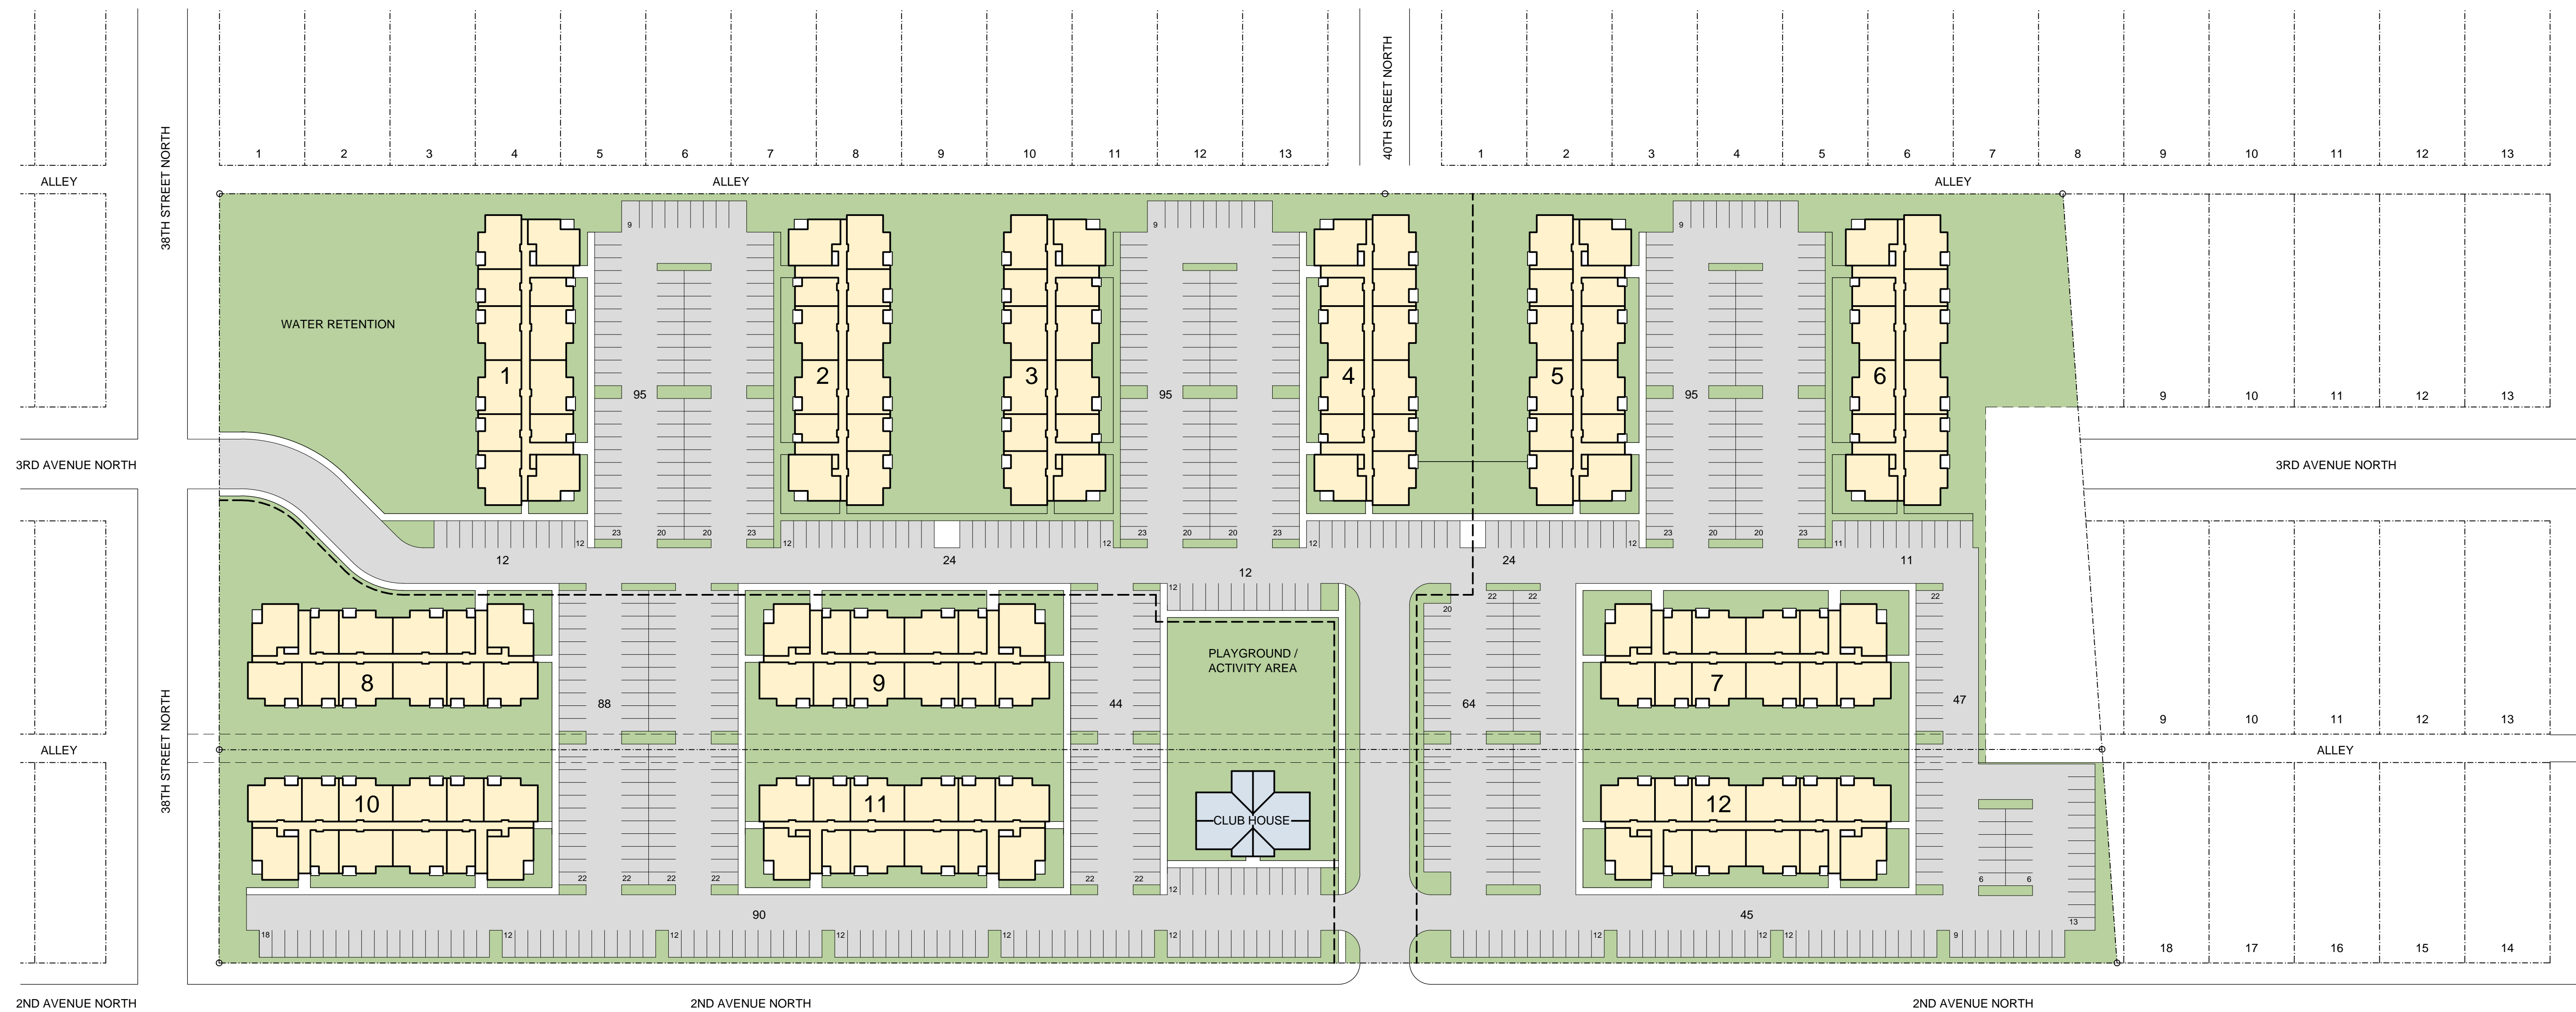 40TH STREET NORTH
38TH STREET NORTH
1 2 3 4 5 6 7 8 9 10 11 12 13
1 2 3 4 5 6 7 8 9 10 11 12 13
ALLEY
ALLEY
ALLEY
9 9 9
WATER RETENTION
1 2 3 4 5 6
95 95 95
9 10 11 12 13
3RD AVENUE NORTH
3RD AVENUE NORTH
12 23 20 20 23 12 12 23 20 20 23 12 12 23 20 20 23 11
12 24 12 24 11
12 20 22 22 22
PLAYGROUND /
ACTIVITY AREA
8 9 7
88 44 64 47
9 10 11 12 13
38TH STREET NORTH
ALLEY
ALLEY
10 11 12
CLUB HOUSE
22 22 22 22 22 12 6 6
90 45
13
18 12 12 12 12 12 12 12 12 9
18 17 16 15 14
2ND AVENUE NORTH
2ND AVENUE NORTH
2ND AVENUE NORTH